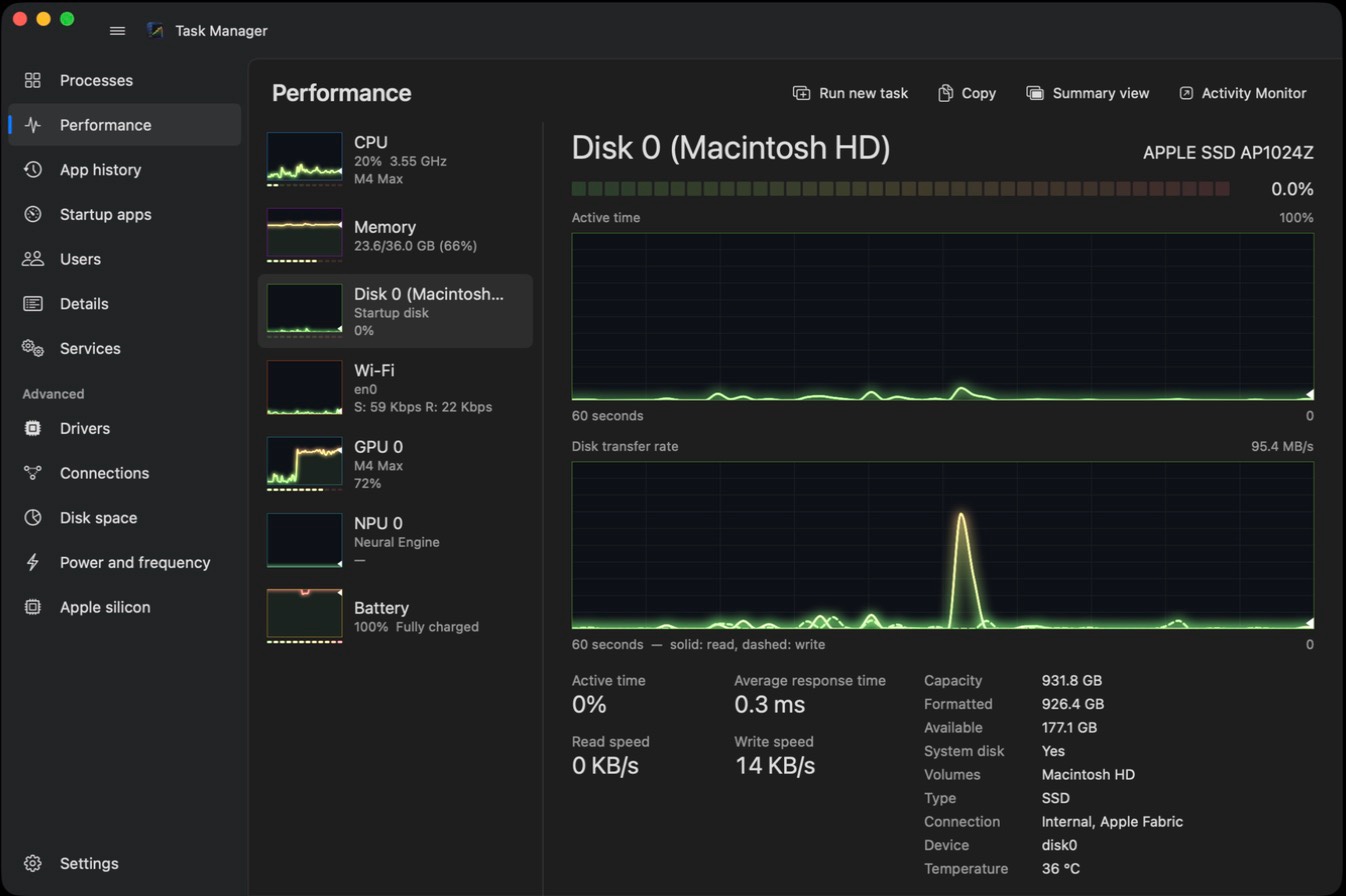 Task Manager
Processes
Performance
App history
Startup apps
Users
Details
Services
Advanced
Drivers
Connections
Disk space
Power and frequency
Apple silicon
Settings
Performance
Run new task
Copy
Summary view
Activity Monitor
CPU
20% 3.55 GHz
M4 Max
Memory
23.6/36.0 GB (66%)
Disk 0 (Macintosh...
Startup disk
0%
Wi-Fi
en0
S: 59 Kbps R: 22 Kbps
GPU 0
M4 Max
72%
NPU 0
Neural Engine
—
Battery
100% Fully charged
Disk 0 (Macintosh HD)
APPLE SSD AP1024Z
0.0%
Active time
100%
60 seconds
0
Disk transfer rate
95.4 MB/s
60 seconds — solid: read, dashed: write
0
Active time
0%
Average response time
0.3 ms
Read speed
0 KB/s
Write speed
14 KB/s
Capacity 931.8 GB
Formatted 926.4 GB
Available 177.1 GB
System disk Yes
Volumes Macintosh HD
Type SSD
Connection Internal, Apple Fabric
Device disk0
Temperature 36 °C